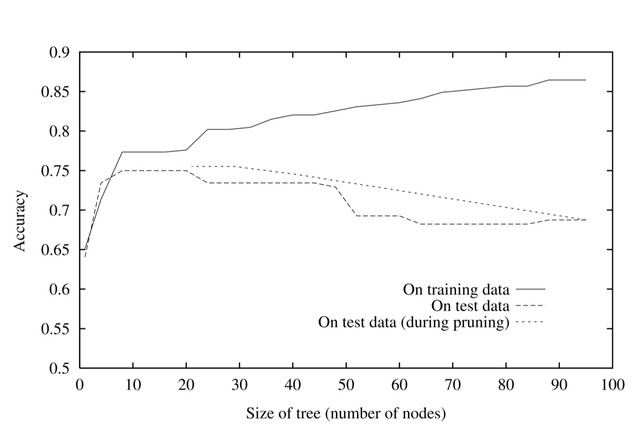 0.9
0.85
0.8
0.75
0.7
0.65
0.6
0.55
0.5
Accuracy
On training data
On test data
On test data (during pruning)
0 10 20 30 40 50 60 70 80 90 100
Size of tree (number of nodes)